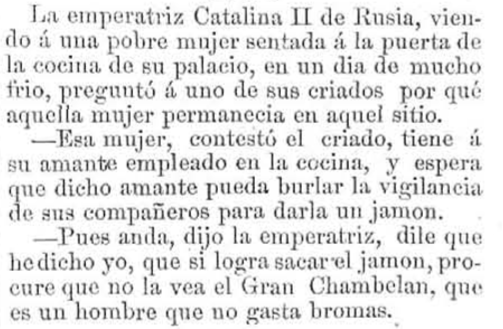 La emperatriz Catalina II de Rusia, vien-
do á una pobre mujer sentada á la puerta de
la cocina de su palacio, en un dia de mucho
frio, preguntó á uno de sus criados por qué
aquella mujer permanecia en aquel sitio.
—Esa mujer, contestó el criado, tiene á
su amante empleado en la cocina, y espera
que dicho amante pueda burlar la vigilancia
de sus compañeros para darla un jamon.
—Pues anda, dijo la emperatriz, dile que
he dicho yo, que si logra sacar el jamon, pro-
cure que no la vea el Gran Chambelan, que
es un hombre que no gasta bromas.